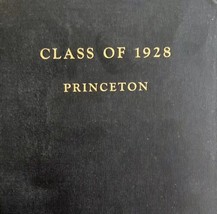 CLASS OF 1928
PRINCETON